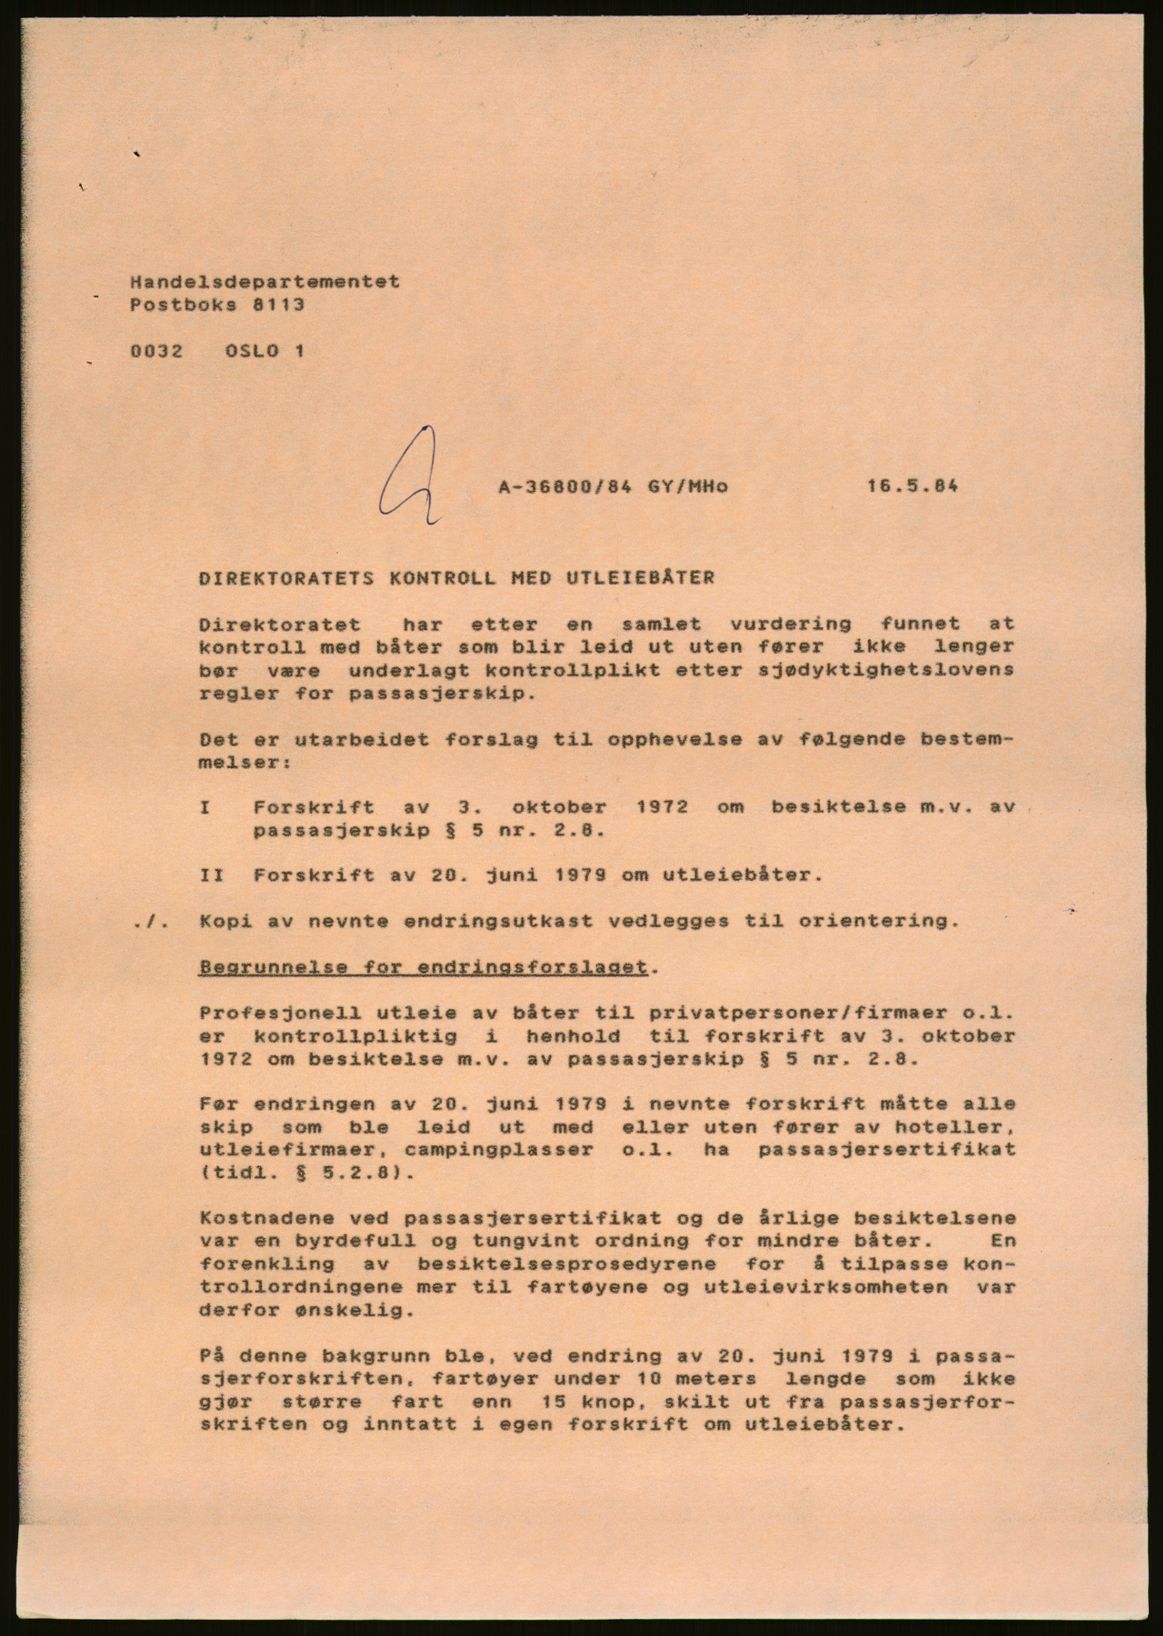 Handelsdepartementet
Postboks 8113
0032 OSLO 1
A-36800/84 GY/MHo 16.5.84
DIREKTORATETS KONTROLL MED UTLEIEBÅTER
Direktoratet har etter en samlet vurdering funnet at
kontroll med båter som blir leid ut uten fører ikke lenger
bør være underlagt kontrollplikt etter sjødyktighetslovens
regler for passasjerskip.
Det er utarbeidet forslag til opphevelse av følgende bestem-
melser:
I Forskrift av 3. oktober 1972 om besiktelse m.v. av
passasjerskip § 5 nr. 2.8.
II Forskrift av 20. juni 1979 om utleiebåter.
./. Kopi av nevnte endringsutkast vedlegges til orientering.
Begrunnelse for endringsforslaget.
Profesjonell utleie av båter til privatpersoner/firmaer o.l.
er kontrollpliktig i henhold til forskrift av 3. oktober
1972 om besiktelse m.v. av passasjerskip § 5 nr. 2.8.
Før endringen av 20. juni 1979 i nevnte forskrift måtte alle
skip som ble leid ut med eller uten fører av hoteller,
utleiefirmaer, campingplasser o.l. ha passasjersertifikat
(tidl. § 5.2.8).
Kostnadene ved passasjersertifikat og de årlige besiktelsene
var en byrdefull og tungvint ordning for mindre båter. En
forenkling av besiktelsesprosedyrene for å tilpasse kon-
trollordningene mer til fartøyene og utleievirksomheten var
derfor ønskelig.
På denne bakgrunn ble, ved endring av 20. juni 1979 i passa-
sjerforskriften, fartøyer under 10 meters lengde som ikke
gjør større fart enn 15 knop, skilt ut fra passasjerfor-
skriften og inntatt i egen forskrift om utleiebåter.